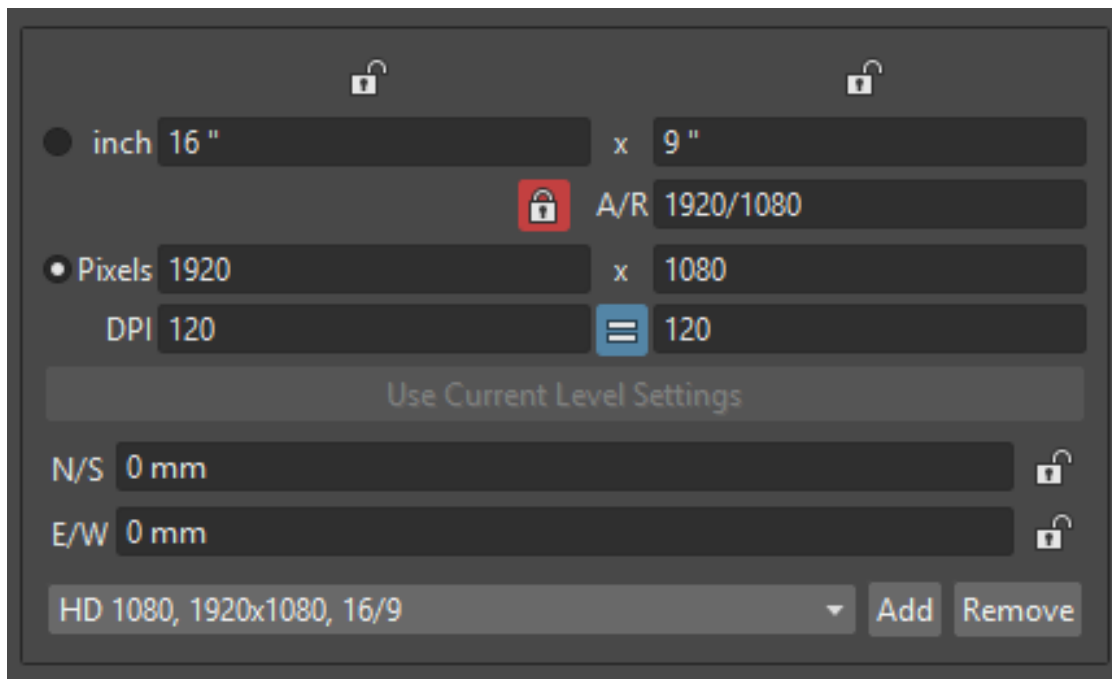 inch 16 " x 9 "
A/R 1920/1080
Pixels 1920 x 1080
DPI 120 120
Use Current Level Settings
N/S 0 mm
E/W 0 mm
HD 1080, 1920x1080, 16/9 Add Remove